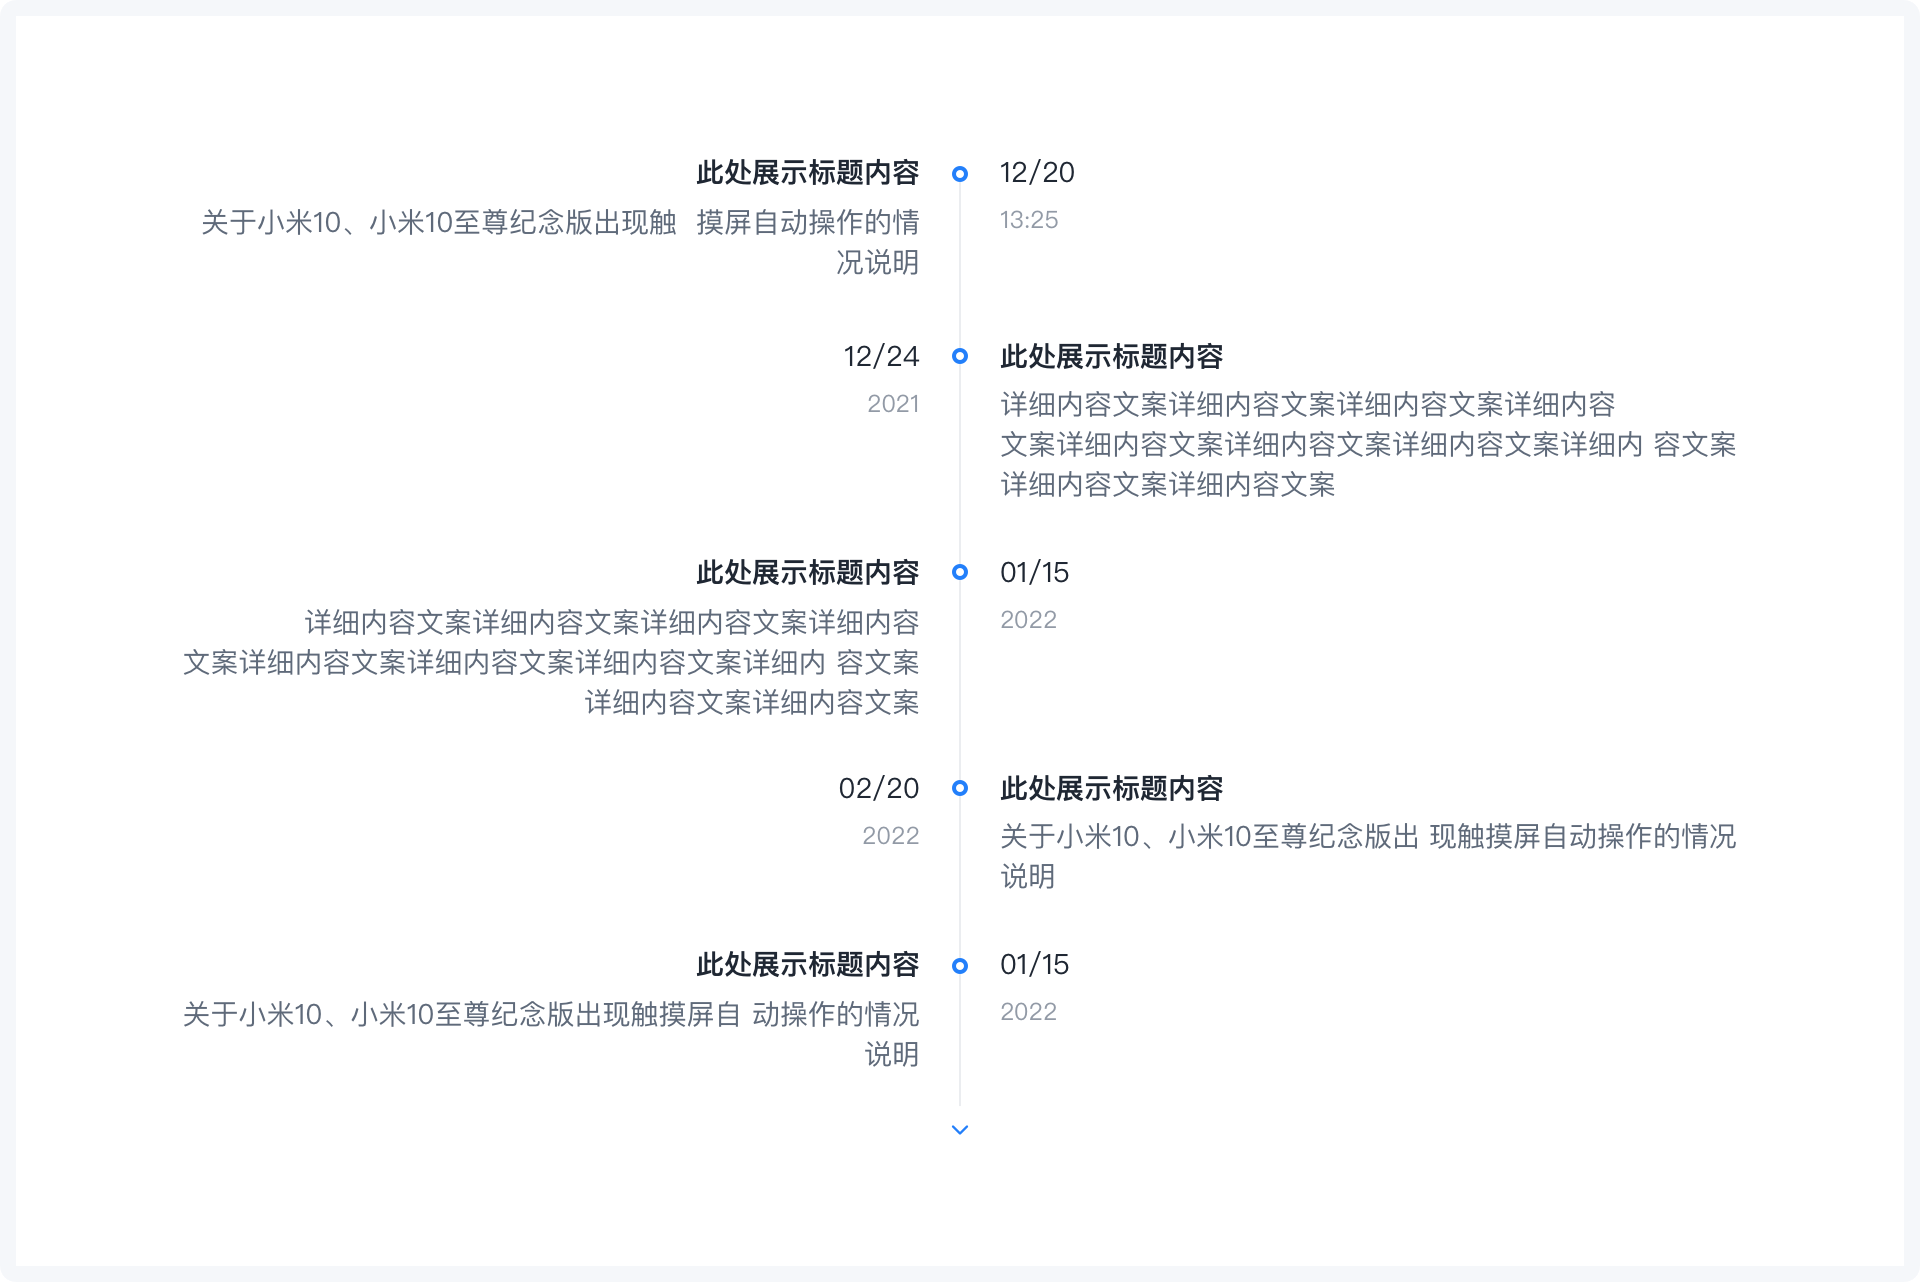 此处展示标题内容
关于小米10、小米10至尊纪念版出现触 摸屏自动操作的情
况说明
12/20
13:25
12/24
2021
此处展示标题内容
详细内容文案详细内容文案详细内容文案详细内容
文案详细内容文案详细内容文案详细内容文案详细内 容文案
详细内容文案详细内容文案
此处展示标题内容
详细内容文案详细内容文案详细内容文案详细内容
文案详细内容文案详细内容文案详细内容文案详细内 容文案
详细内容文案详细内容文案
01/15
2022
02/20
2022
此处展示标题内容
关于小米10、小米10至尊纪念版出 现触摸屏自动操作的情况
说明
此处展示标题内容
关于小米10、小米10至尊纪念版出现触摸屏自 动操作的情况
说明
01/15
2022